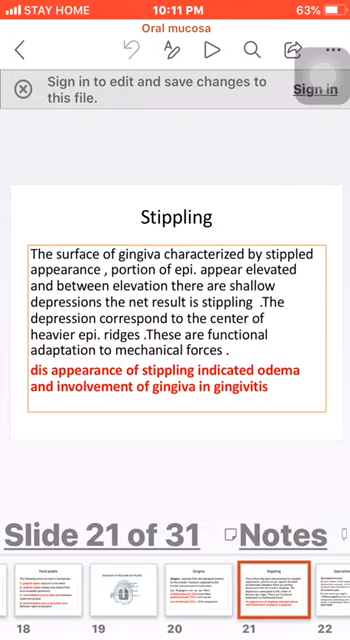 STAY HOME 10:11 PM 63%
Oral mucosa
Sign in to edit and save changes to
this file.
Sign in
Stippling
The surface of gingiva characterized by stippled
appearance , portion of epi. appear elevated
and between elevation there are shallow
depressions the net result is stippling .The
depression correspond to the center of
heavier epi. ridges .These are functional
adaptation to mechanical forces .
dis appearance of stippling indicated odema
and involvement of gingiva in gingivitis
Slide 21 of 31
Notes
Hard palate
Gingiva
Stippling
18
19
20
21
22